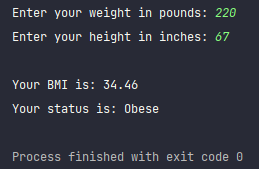 Enter your weight in pounds: 220
Enter your height in inches: 67
Your BMI is: 34.46
Your status is: Obese
Process finished with exit code 0